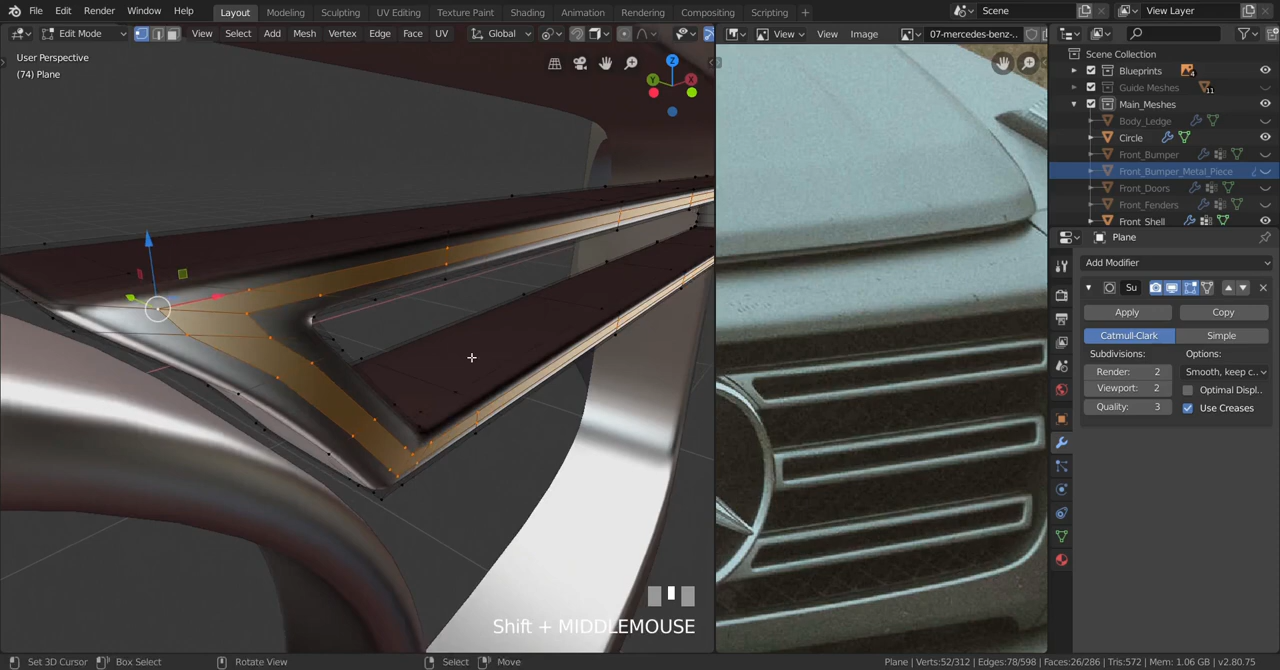 File Edit Render Window Help Layout Modeling Sculpting UV Editing Texture Paint Shading Animation Rendering Compositing Scripting + Scene View Layer
Edit Mode View Select Add Mesh Vertex Edge Face UV Global View View Image 07-mercedes-benz-..
User Perspective
(74) Plane
Z
Y
X
Scene Collection
Blueprints 4
Guide Meshes 11
Main_Meshes
Body_Ledge
Circle
Front_Bumper
Front_Bumper_Metal_Piece
Front_Doors
Front_Fenders
Front_Shell
Plane
Add Modifier
Su
Apply Copy
Catmull-Clark Simple
Subdivisions: Options:
Render: 2 Smooth, keep c..
Viewport: 2 Optimal Displ..
Quality: 3 Use Creases
Shift + MIDDLEMOUSE
Set 3D Cursor Box Select Rotate View Select Move Plane | Verts:52/312 | Edges:78/598 | Faces:26/286 | Tris:572 | Mem: 1.06 GB | v2.80.75